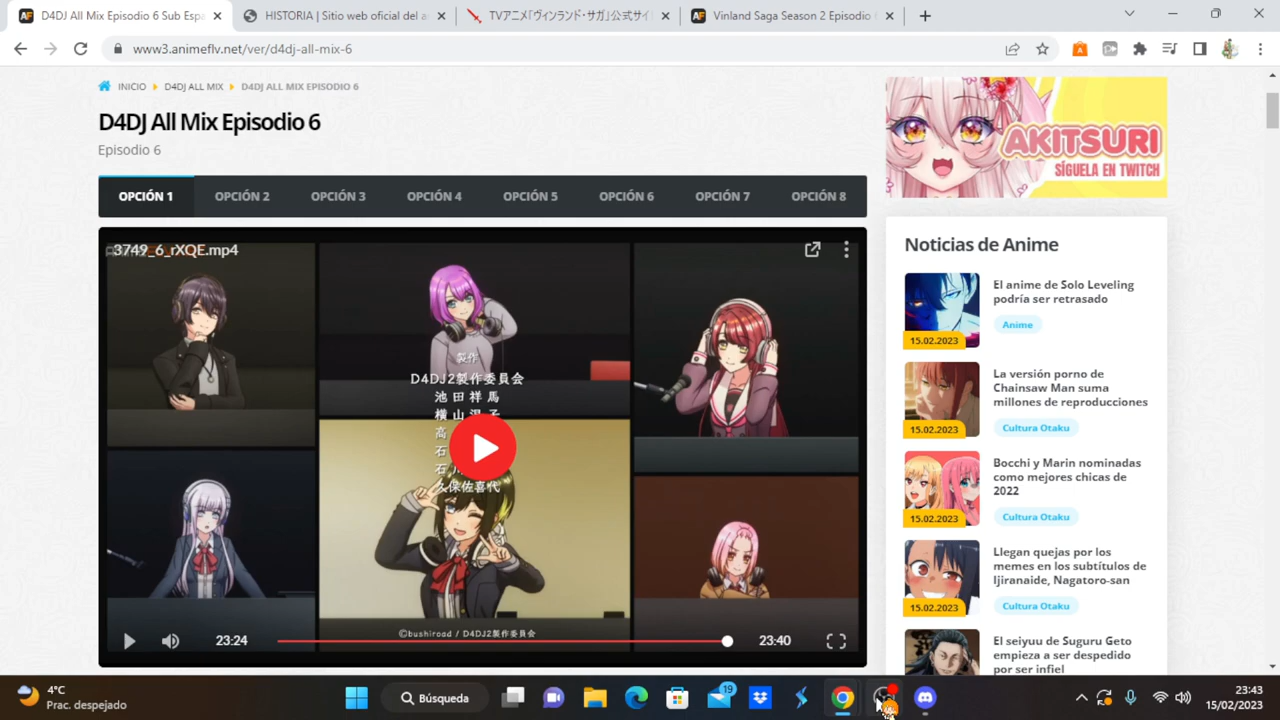 D4DJ All Mix Episodio 6 Sub Espa
HISTORIA | Sitio web oficial del a
TVアニメ「ヴィンランド・サガ」公式サイ
Vinland Saga Season 2 Episodio
www3.animeflv.net/ver/d4dj-all-mix-6
INICIO D4DJ ALL MIX D4DJ ALL MIX EPISODIO 6
D4DJ All Mix Episodio 6
Episodio 6
OPCIÓN 1 OPCIÓN 2 OPCIÓN 3 OPCIÓN 4 OPCIÓN 5 OPCIÓN 6 OPCIÓN 7 OPCIÓN 8
3749_6_rXQE.mp4
製作
D4DJ2製作委員会
池田祥馬
横山
高
石
石
久保佐喜代
©bushiroad / D4DJ2製作委員会
23:24
23:40
AKITSURI
SÍGUELA EN TWITCH
Noticias de Anime
El anime de Solo Leveling
podría ser retrasado
Anime
15.02.2023
La versión porno de
Chainsaw Man suma
millones de reproducciones
Cultura Otaku
15.02.2023
Bocchi y Marin nominadas
como mejores chicas de
2022
Cultura Otaku
15.02.2023
Llegan quejas por los
memes en los subtítulos de
Ijiranaide, Nagatoro-san
Cultura Otaku
15.02.2023
El seiyuu de Suguru Geto
empieza a ser despedido
por ser infiel
4°C
Prac. despejado
Búsqueda
19
23:43
15/02/2023